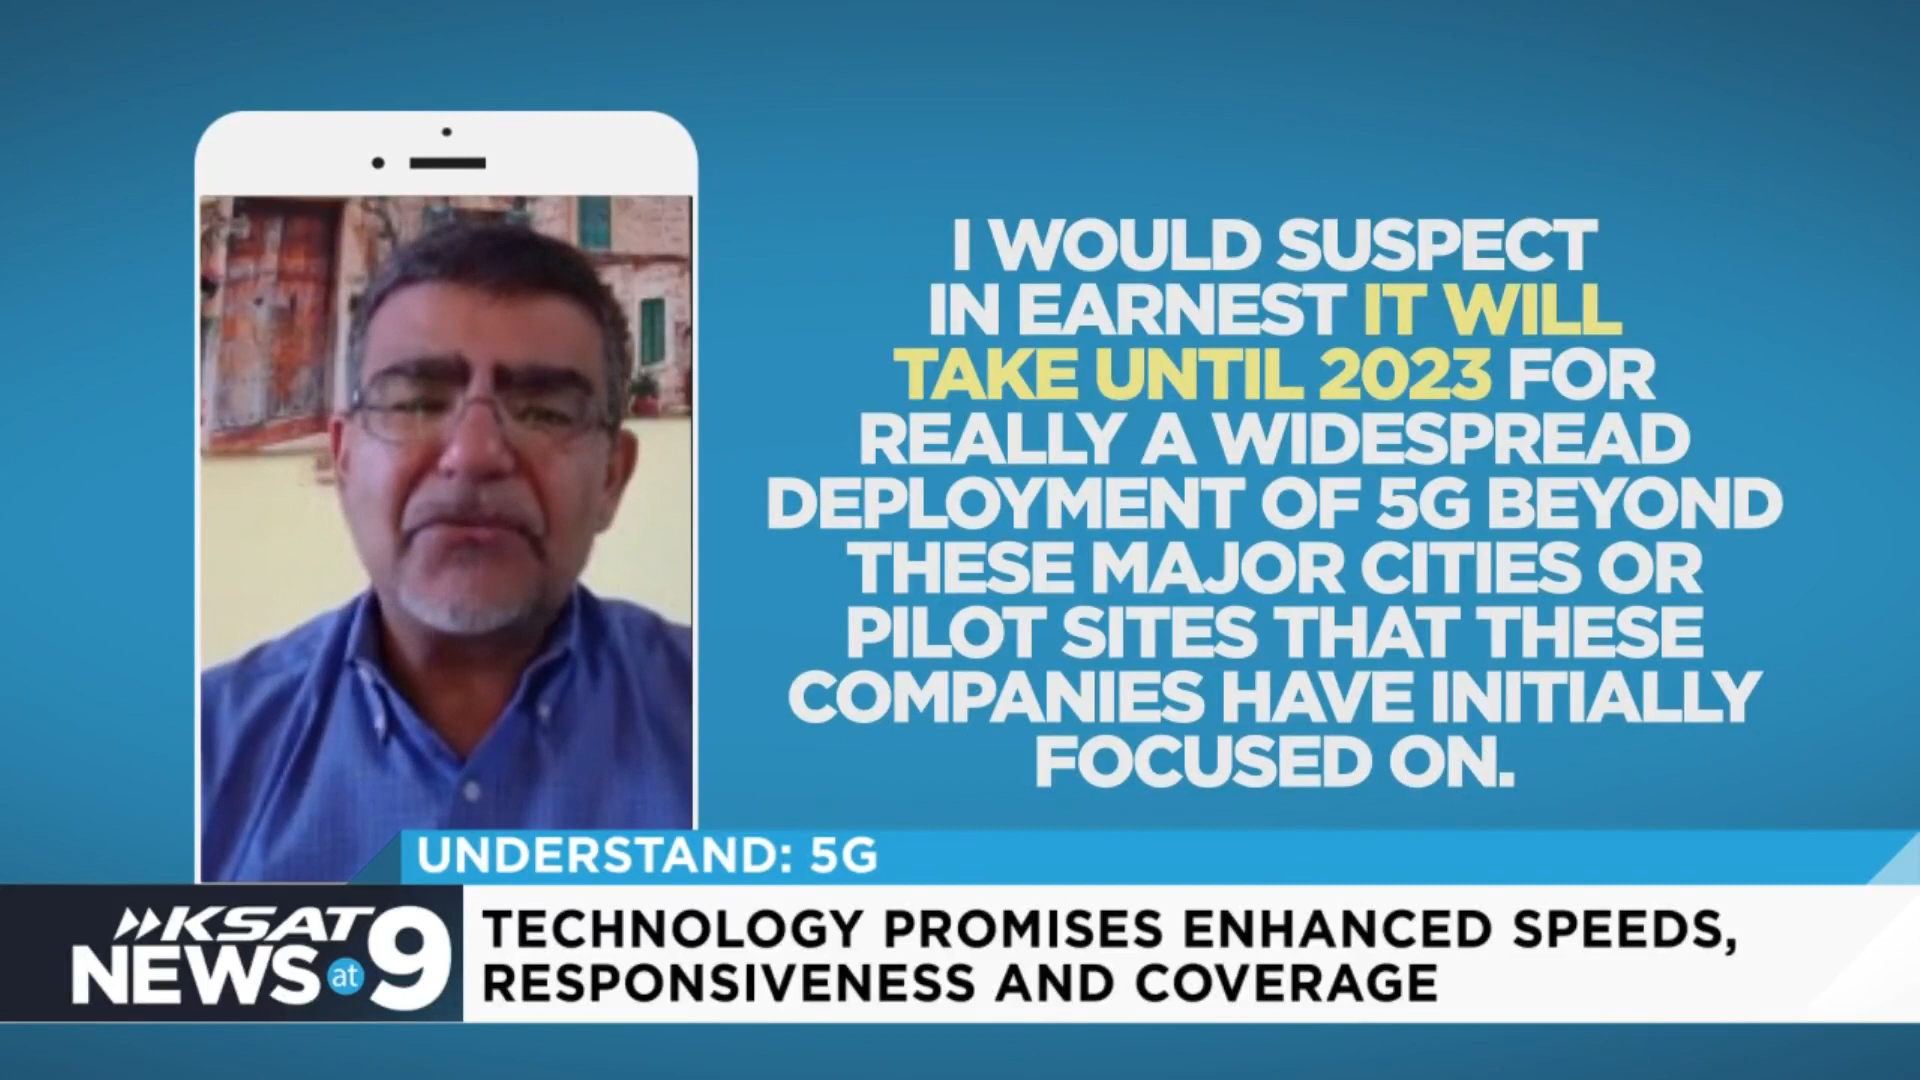 I WOULD SUSPECT
IN EARNEST IT WILL
TAKE UNTIL 2023 FOR
REALLY A WIDESPREAD
DEPLOYMENT OF 5G BEYOND
THESE MAJOR CITIES OR
PILOT SITES THAT THESE
COMPANIES HAVE INITIALLY
FOCUSED ON.
UNDERSTAND: 5G
KSAT
NEWS at 9
TECHNOLOGY PROMISES ENHANCED SPEEDS,
RESPONSIVENESS AND COVERAGE